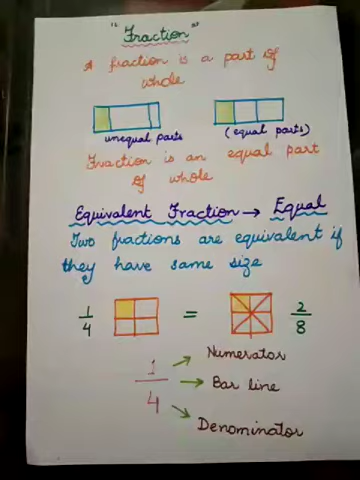 "Fraction"
A fraction is a part of
whole
unequal parts
(equal parts)
Fraction is an equal part
of whole
Equivalent Fraction → Equal
Two fractions are equivalent if
they have same size
1/4 = 2/8
1/4
Numerator
Bar line
Denominator